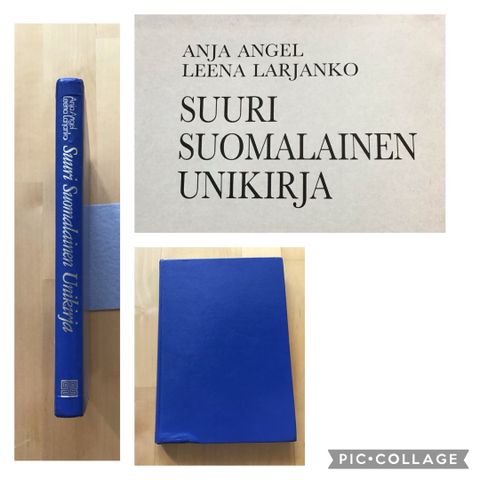 Anja Angel
Leena Larjanko
Suuri Suomalainen Unikirja
ANJA ANGEL
LEENA LARJANKO
SUURI
SUOMALAINEN
UNIKIRJA
PIC•COLLAGE